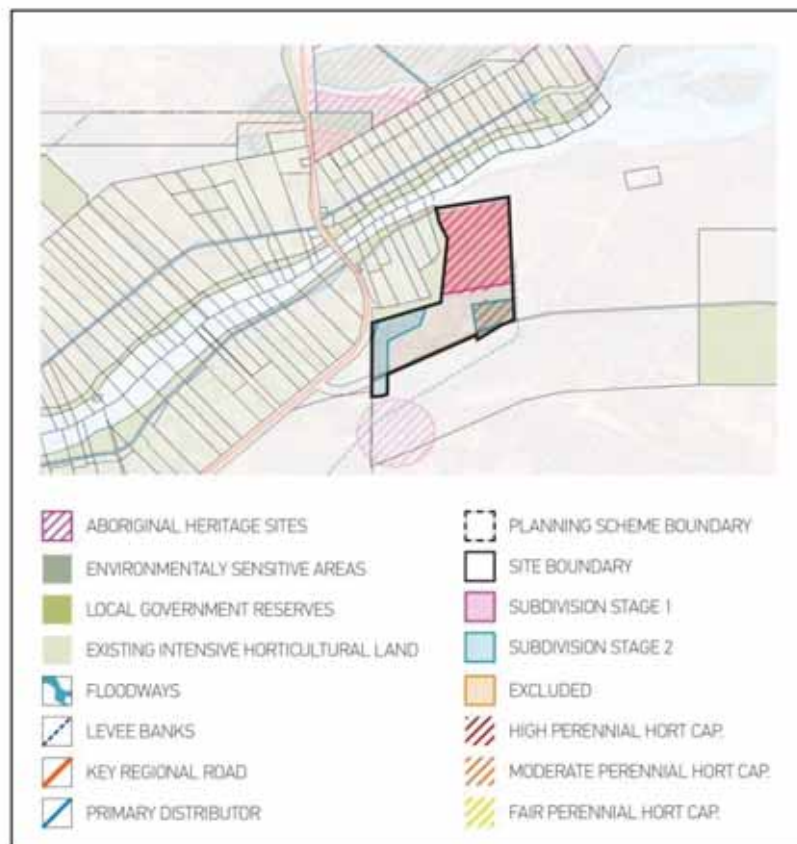 ABORIGINAL HERITAGE SITES
ENVIRONMENTALY SENSITIVE AREAS
LOCAL GOVERNMENT RESERVES
EXISTING INTENSIVE HORTICULTURAL LAND
FLOODWAYS
LEVEE BANKS
KEY REGIONAL ROAD
PRIMARY DISTRIBUTOR
PLANNING SCHEME BOUNDARY
SITE BOUNDARY
SUBDIVISION STAGE 1
SUBDIVISION STAGE 2
EXCLUDED
HIGH PERENNIAL HORT CAP.
MODERATE PERENNIAL HORT CAP.
FAIR PERENNIAL HORT CAP.